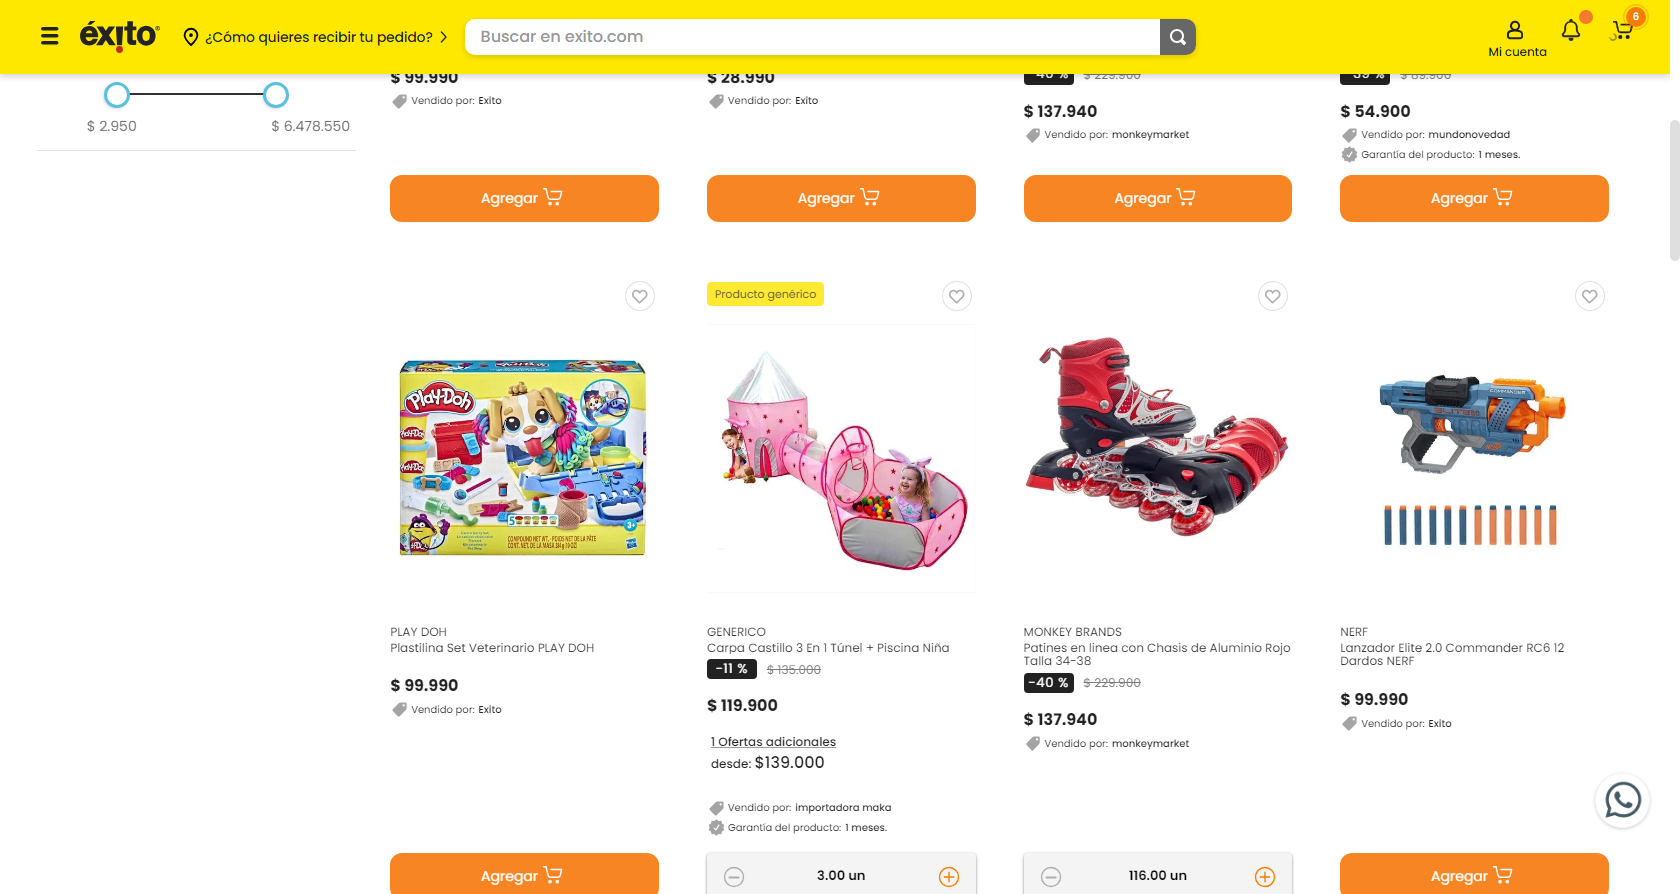 éxito
¿Cómo quieres recibir tu pedido?
Buscar en exito.com
Mi cuenta
6
$ 2.950
$ 6.478.550
$ 99.990
Vendido por: Exito
Agregar
$ 28.990
Vendido por: Exito
Agregar
-40 % $ 229.900
$ 137.940
Vendido por: monkeymarket
Agregar
-39 % $ 89.900
$ 54.900
Vendido por: mundonovedad
Garantía del producto: 1 meses.
Agregar
Play-Doh
PLAY DOH
Plastilina Set Veterinario PLAY DOH
$ 99.990
Vendido por: Exito
Agregar
Producto genérico
GENERICO
Carpa Castillo 3 En 1 Túnel + Piscina Niña
-11 % $ 135.000
$ 119.900
1 Ofertas adicionales
desde: $139.000
Vendido por: importadora maka
Garantía del producto: 1 meses.
3.00 un
MONKEY BRANDS
Patines en linea con Chasis de Aluminio Rojo
Talla 34-38
-40 % $ 229.900
$ 137.940
Vendido por: monkeymarket
116.00 un
NERF
Lanzador Elite 2.0 Commander RC6 12
Dardos NERF
$ 99.990
Vendido por: Exito
Agregar